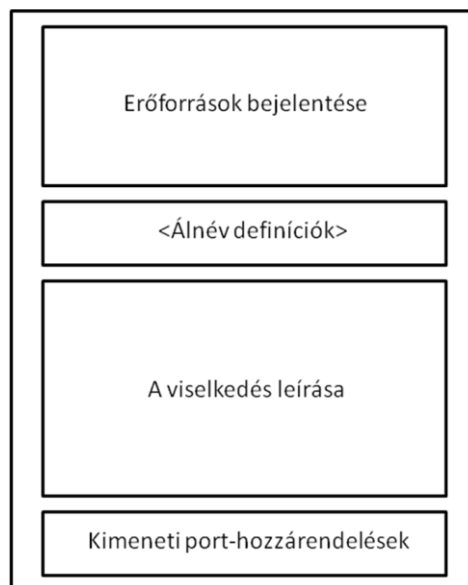 Erőforrások bejelentése
<Álnév definíciók>
A viselkedés leírása
Kimeneti port-hozzárendelések